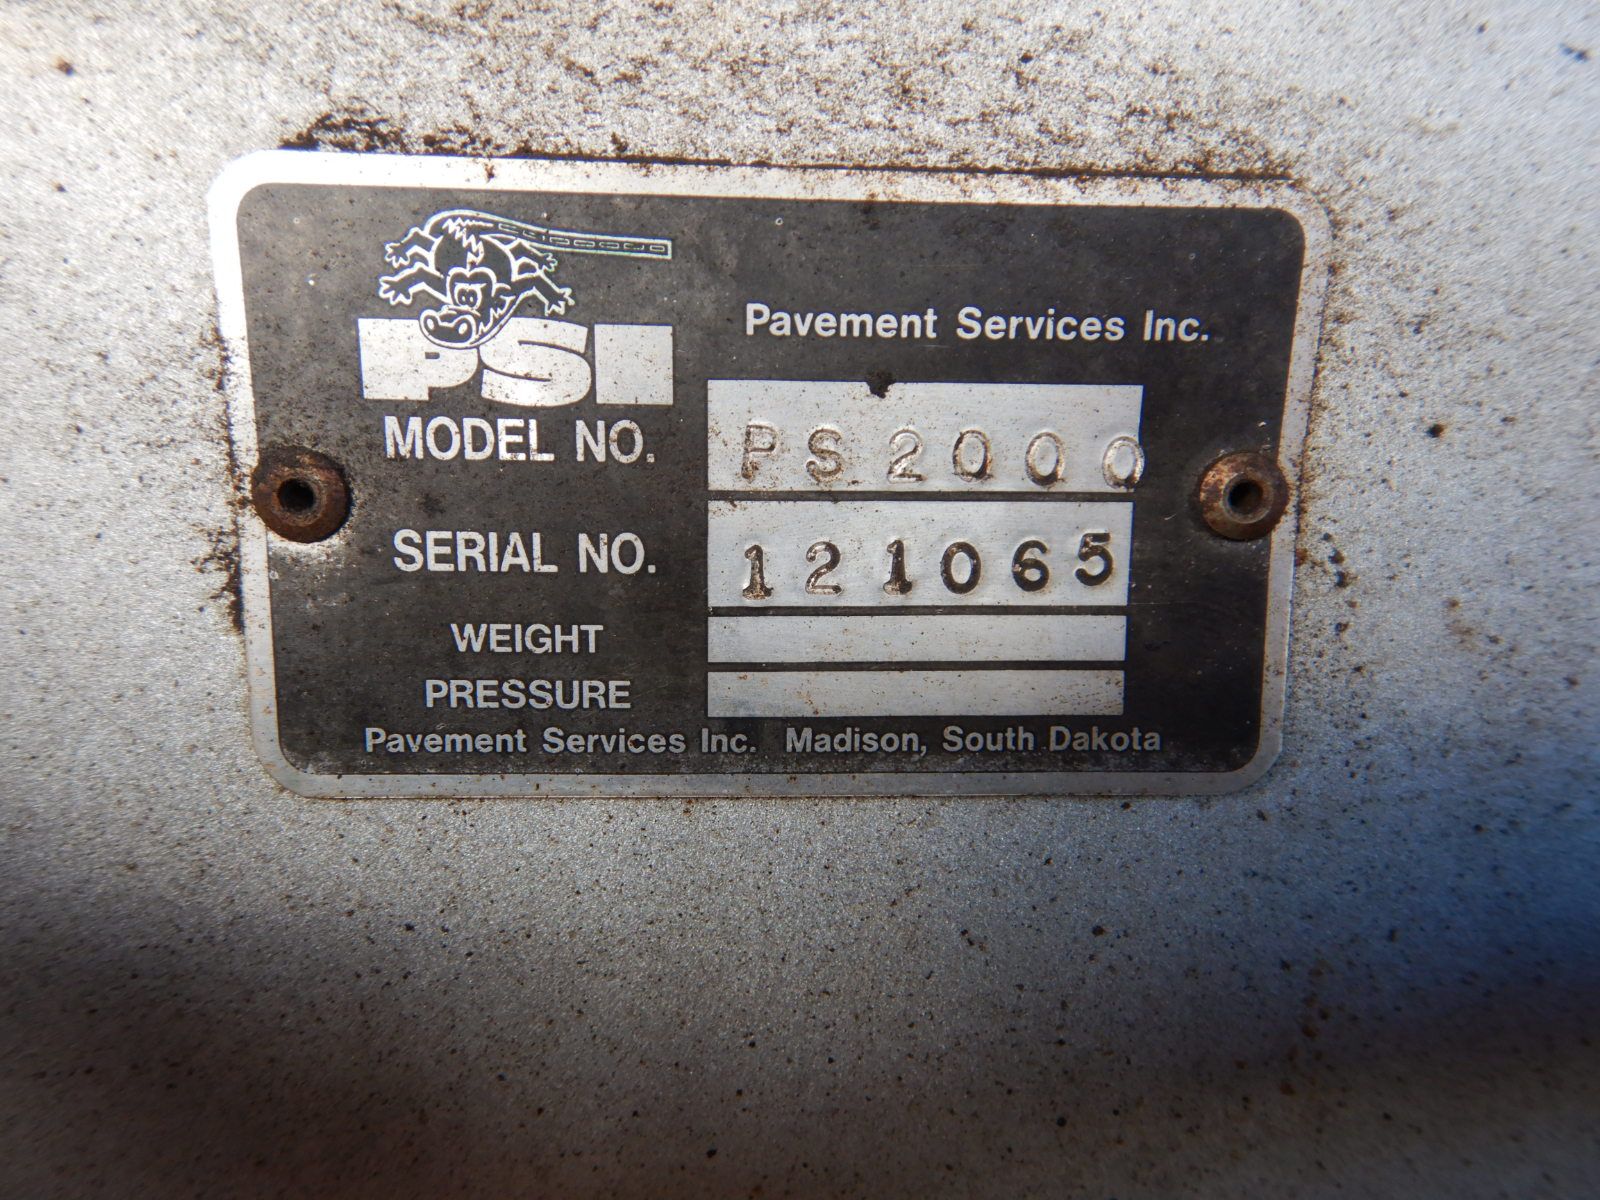 PSI
Pavement Services Inc.
MODEL NO. PS2000
SERIAL NO. 121065
WEIGHT
PRESSURE
Pavement Services Inc. Madison, South Dakota